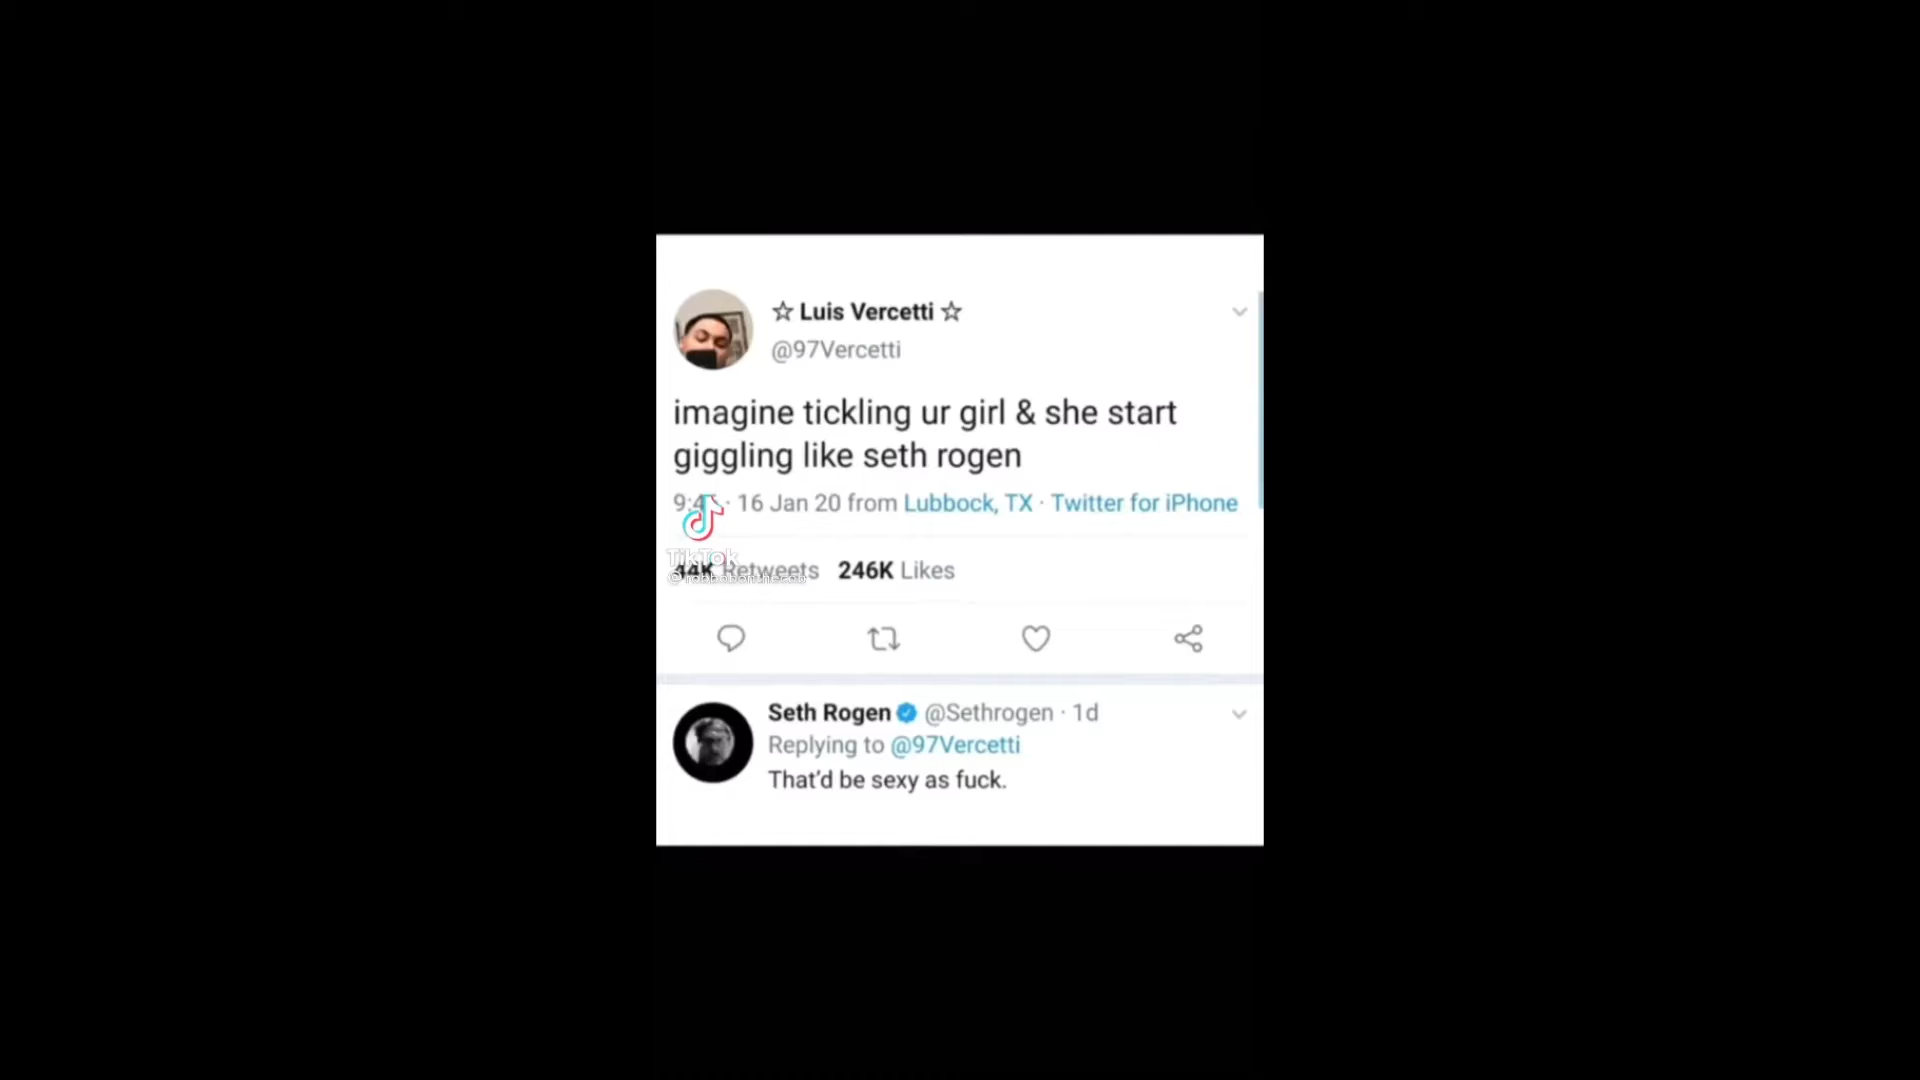 ☆ Luis Vercetti ☆
@97Vercetti
imagine tickling ur girl & she start
giggling like seth rogen
16 Jan 20 from Lubbock, TX · Twitter for iPhone
TikTok
44K Retweets 246K Likes
Seth Rogen @Sethrogen · 1d
Replying to @97Vercetti
That'd be sexy as fuck.